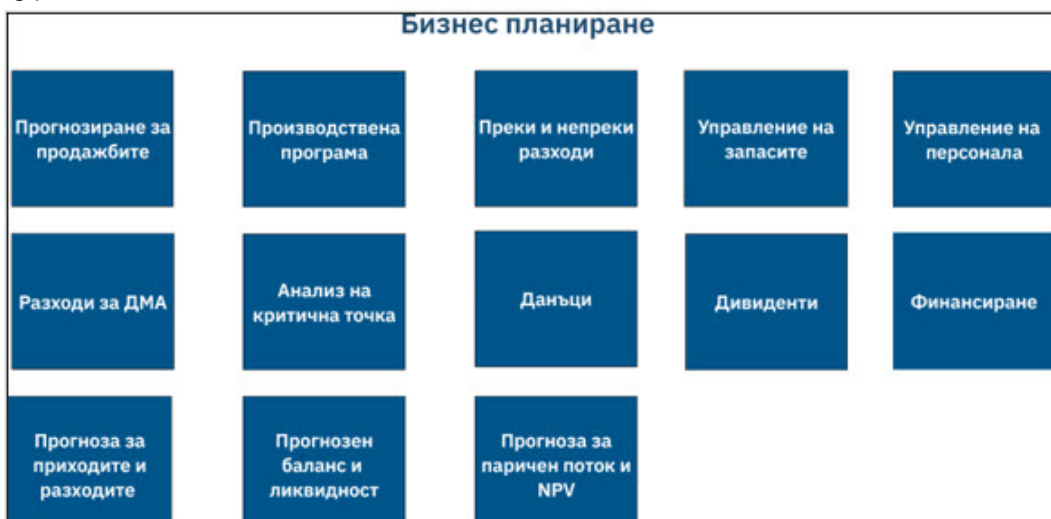 Бизнес планиране
Прогнозиране за
продажбите
Производствена
програма
Преки и непреки
разходи
Управление на
запасите
Управление на
персонала
Разходи за ДМА
Анализ на
критична точка
Данъци
Дивиденти
Финансиране
Прогноза за
приходите и
разходите
Прогнозен
баланс и
ликвидност
Прогноза за
паричен поток и
NPV